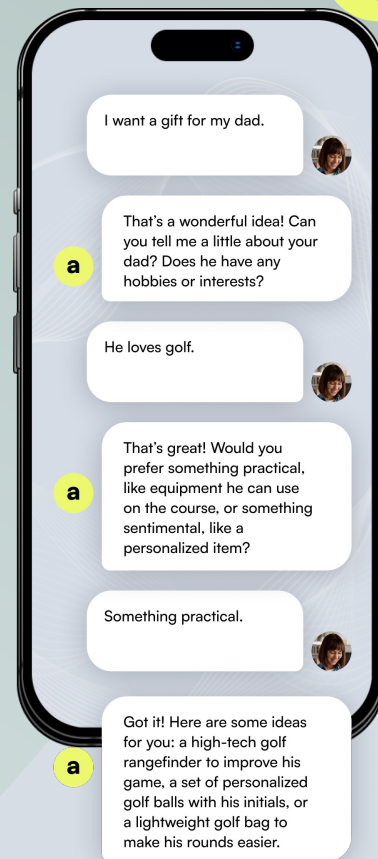 I want a gift for my dad.
That's a wonderful idea! Can
you tell me a little about your
dad? Does he have any
hobbies or interests?
a
He loves golf.
That's great! Would you
prefer something practical,
like equipment he can use
on the course, or something
sentimental, like a
personalized item?
a
Something practical.
Got it! Here are some ideas
for you: a high-tech golf
rangefinder to improve his
game, a set of personalized
golf balls with his initials, or
a lightweight golf bag to
make his rounds easier.
a